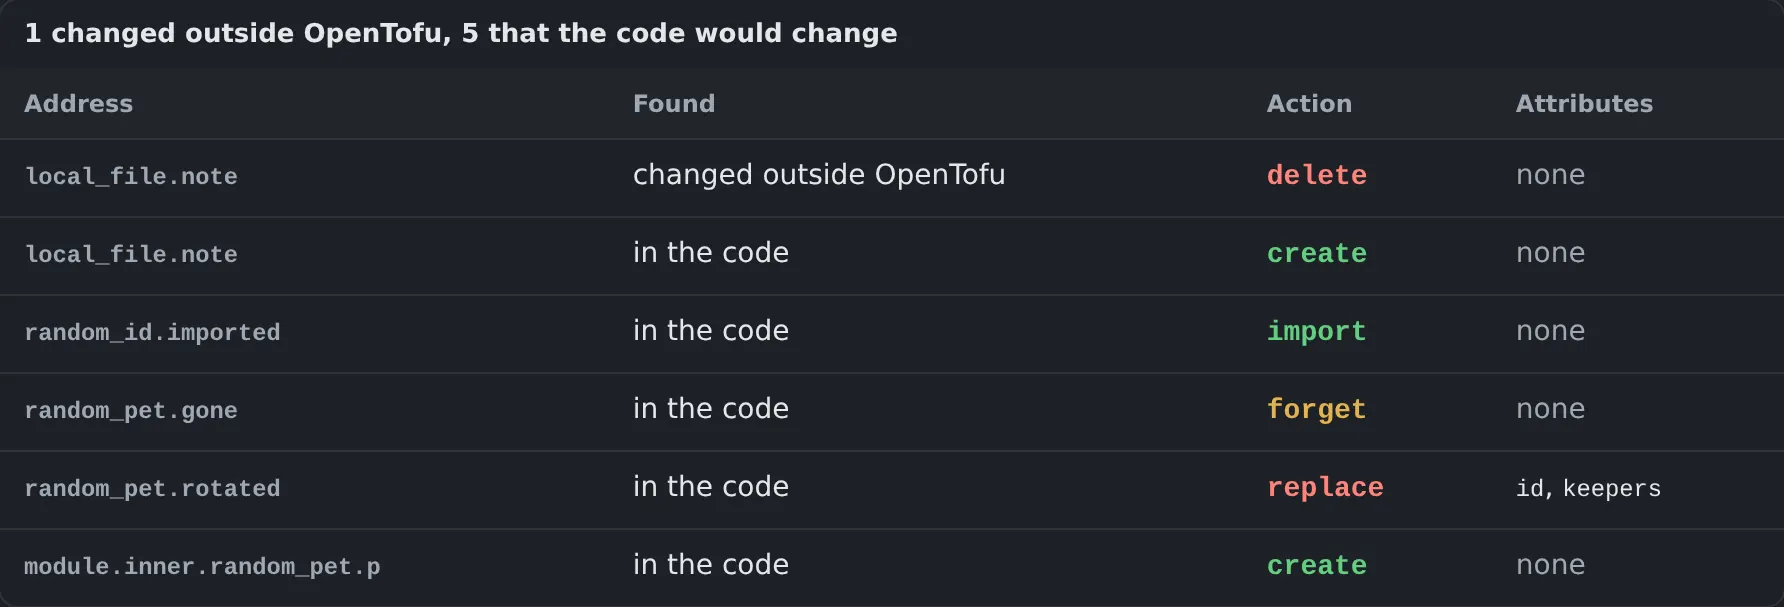 1 changed outside OpenTofu, 5 that the code would change
Address Found Action Attributes
local_file.note changed outside OpenTofu delete none
local_file.note in the code create none
random_id.imported in the code import none
random_pet.gone in the code forget none
random_pet.rotated in the code replace id, keepers
module.inner.random_pet.p in the code create none